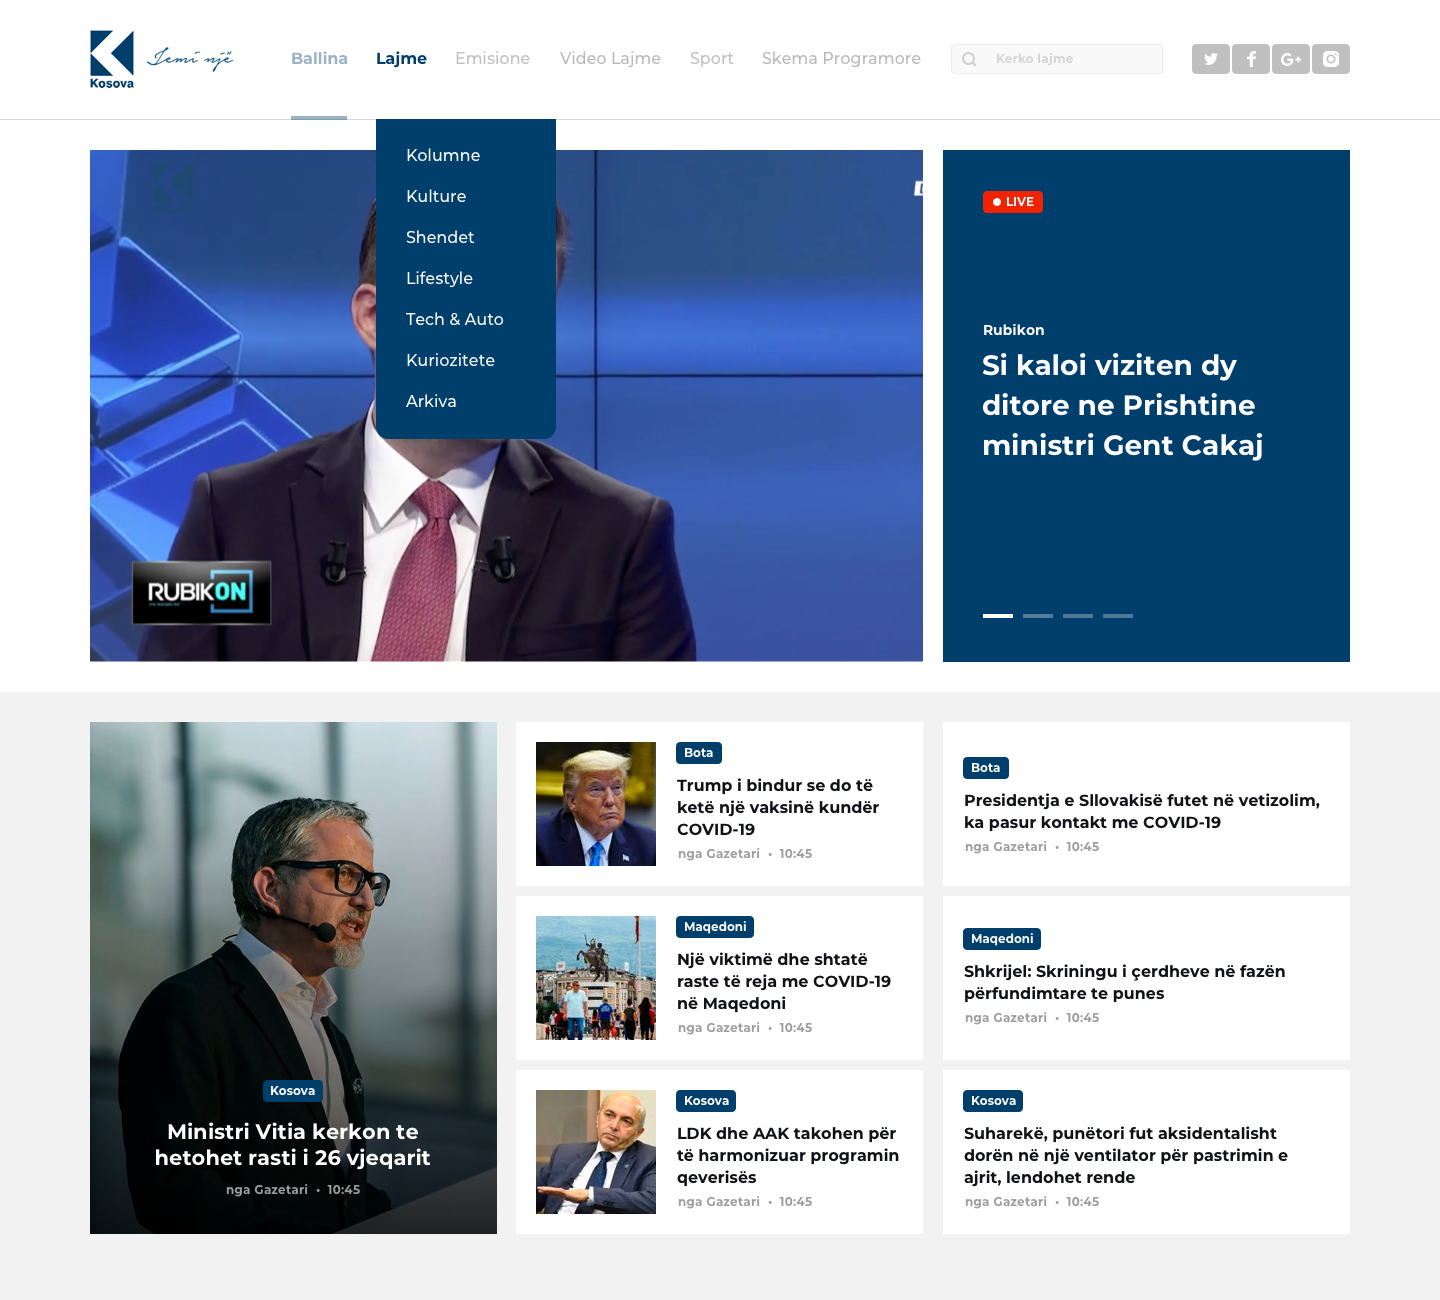 Kosova
Jemi një
Ballina
Lajme
Emisione
Video Lajme
Sport
Skema Programore
Kerko lajme
G+
Kolumne
Kulture
Shendet
Lifestyle
Tech & Auto
Kuriozitete
Arkiva
RUBIKON
LIVE
Rubikon
Si kaloi viziten dy
ditore ne Prishtine
ministri Gent Cakaj
Kosova
Ministri Vitia kerkon te
hetohet rasti i 26 vjeqarit
nga Gazetari • 10:45
Bota
Trump i bindur se do të
ketë një vaksinë kundër
COVID-19
nga Gazetari • 10:45
Maqedoni
Një viktimë dhe shtatë
raste të reja me COVID-19
në Maqedoni
nga Gazetari • 10:45
Kosova
LDK dhe AAK takohen për
të harmonizuar programin
qeverisës
nga Gazetari • 10:45
Bota
Presidentja e Sllovakisë futet në vetizolim,
ka pasur kontakt me COVID-19
nga Gazetari • 10:45
Maqedoni
Shkrijel: Skriningu i çerdheve në fazën
përfundimtare te punes
nga Gazetari • 10:45
Kosova
Suharekë, punëtori fut aksidentalisht
dorën në një ventilator për pastrimin e
ajrit, lendohet rende
nga Gazetari • 10:45